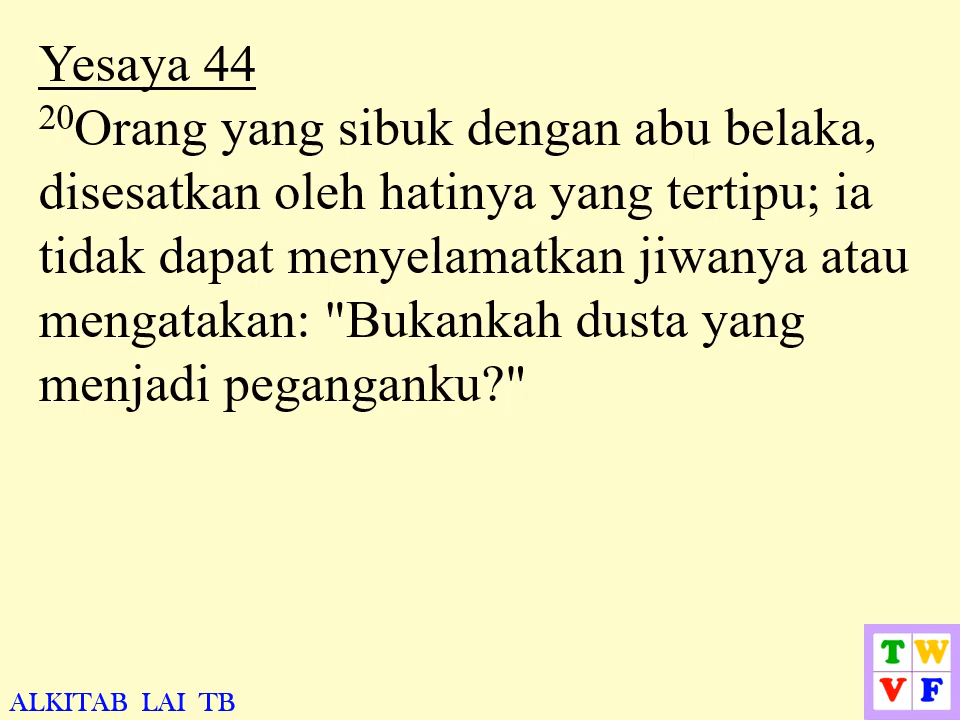 Yesaya 44
20Orang yang sibuk dengan abu belaka,
disesatkan oleh hatinya yang tertipu; ia
tidak dapat menyelamatkan jiwanya atau
mengatakan: "Bukankah dusta yang
menjadi peganganku?"
T W
V F
ALKITAB LAI TB